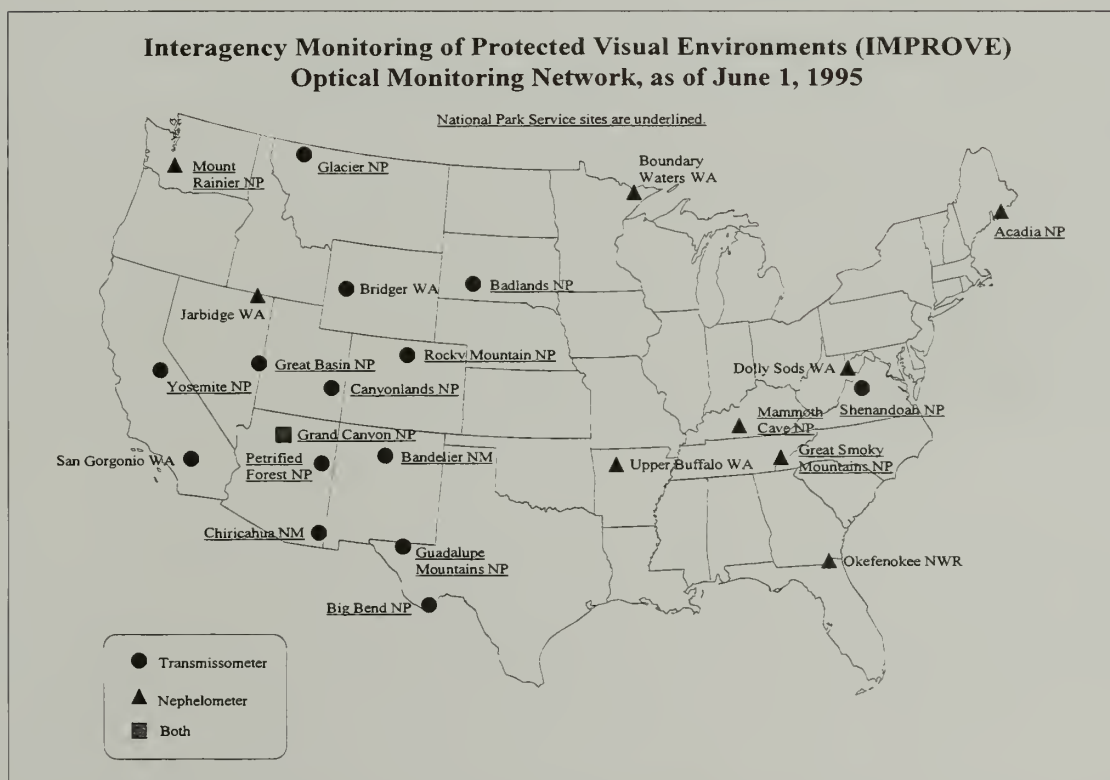 Interagency Monitoring of Protected Visual Environments (IMPROVE)
Optical Monitoring Network, as of June 1, 1995
National Park Service sites are underlined.
Mount
Rainier NP
Glacier NP
Boundary
Waters WA
Acadia NP
Jarbidge WA
Bridger WA
Badlands NP
Yosemite NP
Great Basin NP
Rocky Mountain NP
Canyonlands NP
Dolly Sods WA
Shenandoah NP
Mammoth
Cave NP
Grand Canyon NP
San Gorgonio WA
Petrified
Forest NP
Bandelier NM
Upper Buffalo WA
Great Smoky
Mountains NP
Chiricahua NM
Guadalupe
Mountains NP
Okefenokee NWR
Big Bend NP
Transmissometer
Nephelometer
Both